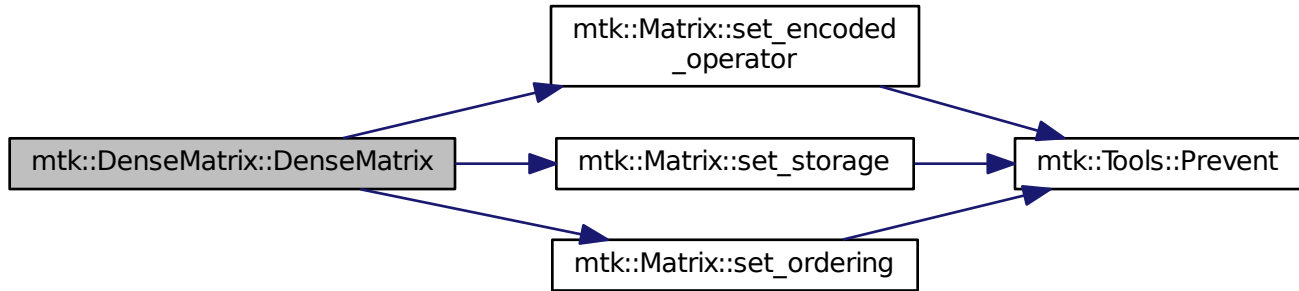 mtk::Matrix::set_encoded
_operator
mtk::DenseMatrix::DenseMatrix
mtk::Matrix::set_storage
mtk::Tools::Prevent
mtk::Matrix::set_ordering